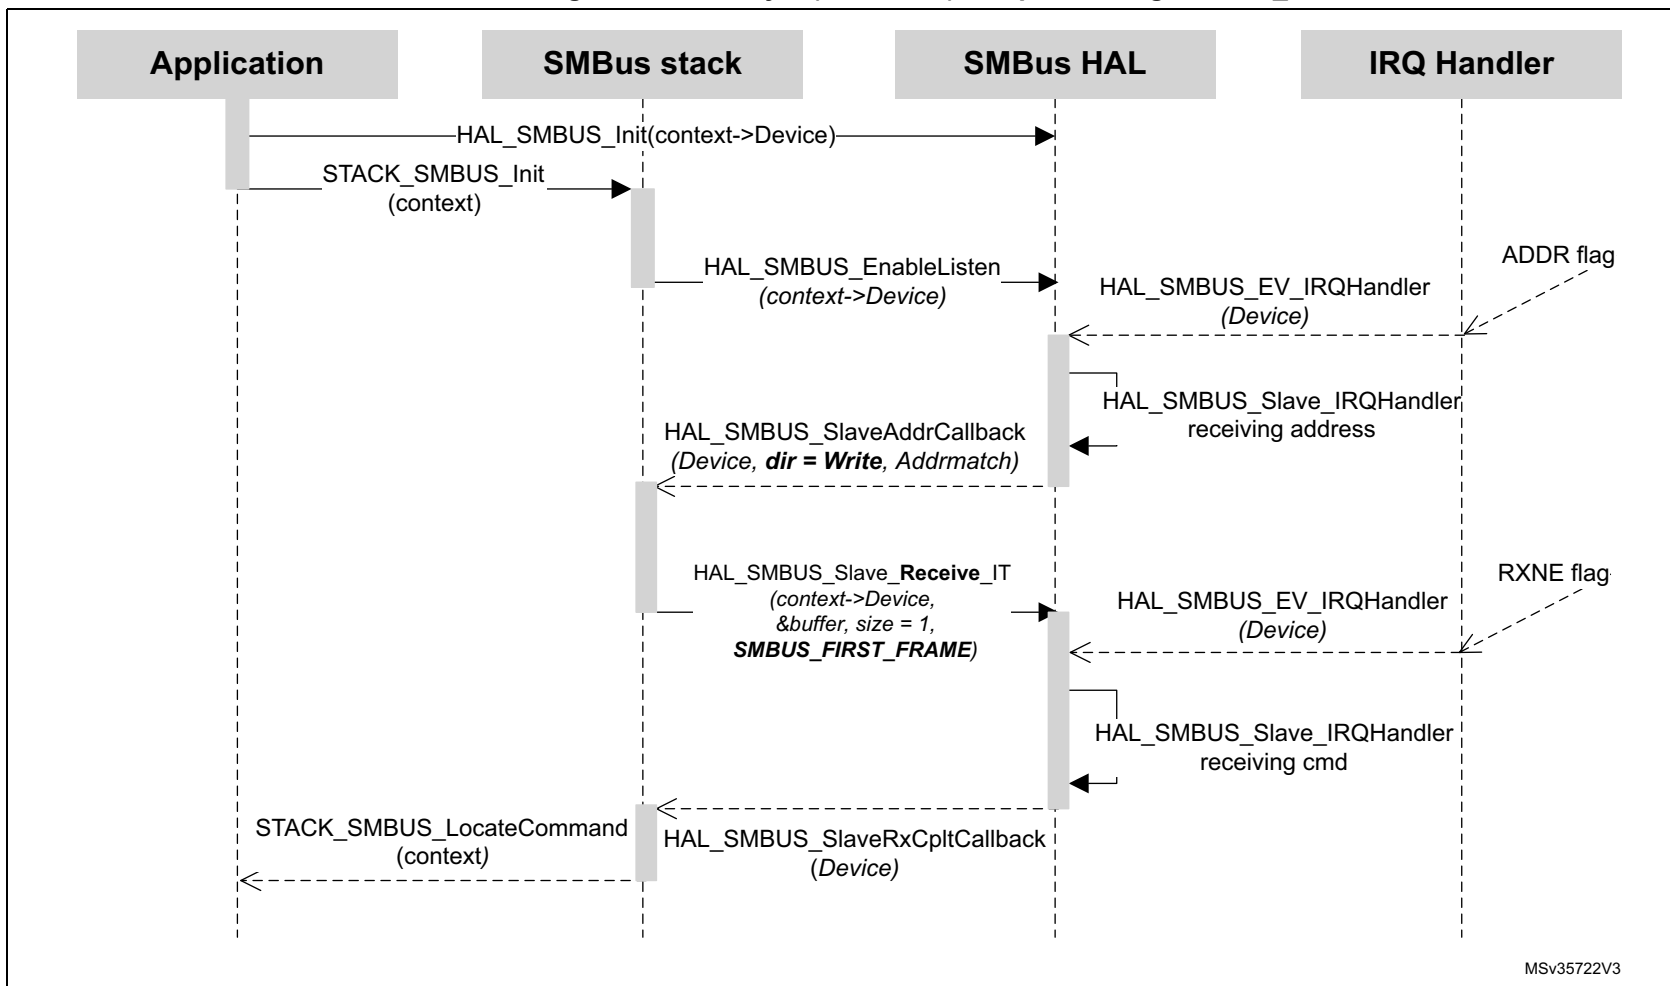 Application
SMBus stack
SMBus HAL
IRQ Handler
HAL_SMBUS_Init(context->Device)
STACK_SMBUS_Init
(context)
HAL_SMBUS_EnableListen
(context->Device)
ADDR flag
HAL_SMBUS_EV_IRQHandler
(Device)
HAL_SMBUS_Slave_IRQHandler
receiving address
HAL_SMBUS_SlaveAddrCallback
(Device, dir = Write, Addrmatch)
HAL_SMBUS_Slave_Receive_IT
(context->Device,
&buffer, size = 1,
SMBUS_FIRST_FRAME)
RXNE flag
HAL_SMBUS_EV_IRQHandler
(Device)
HAL_SMBUS_Slave_IRQHandler
receiving cmd
HAL_SMBUS_SlaveRxCpltCallback
(Device)
STACK_SMBUS_LocateCommand
(context)
MSv35722V3